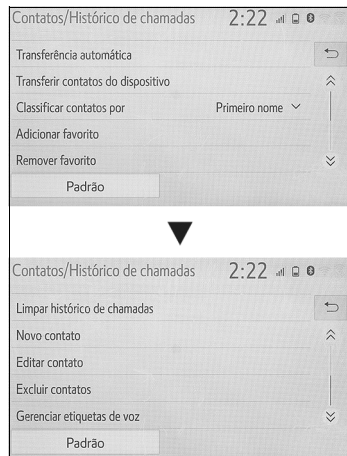 Contatos/Histórico de chamadas 2:22
Transferência automática
Transferir contatos do dispositivo
Classificar contatos por Primeiro nome
Adicionar favorito
Remover favorito
Padrão
Contatos/Histórico de chamadas 2:22
Limpar histórico de chamadas
Novo contato
Editar contato
Excluir contatos
Gerenciar etiquetas de voz
Padrão